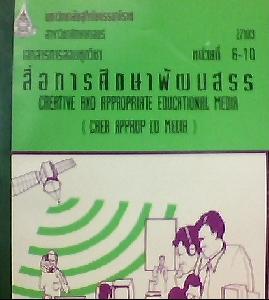 มหาวิทยาลัยสุโขทัยธรรมาธิราช
สาขาวิชาศึกษาศาสตร์ 27103
เอกสารการสอนชุดวิชา หน่วยที่ 6-10
สื่อการศึกษาพัฒนสรร
CREATIVE AND APPROPRIATE EDUCATIONAL MEDIA
( CAEA APPROP ED MEDIA )